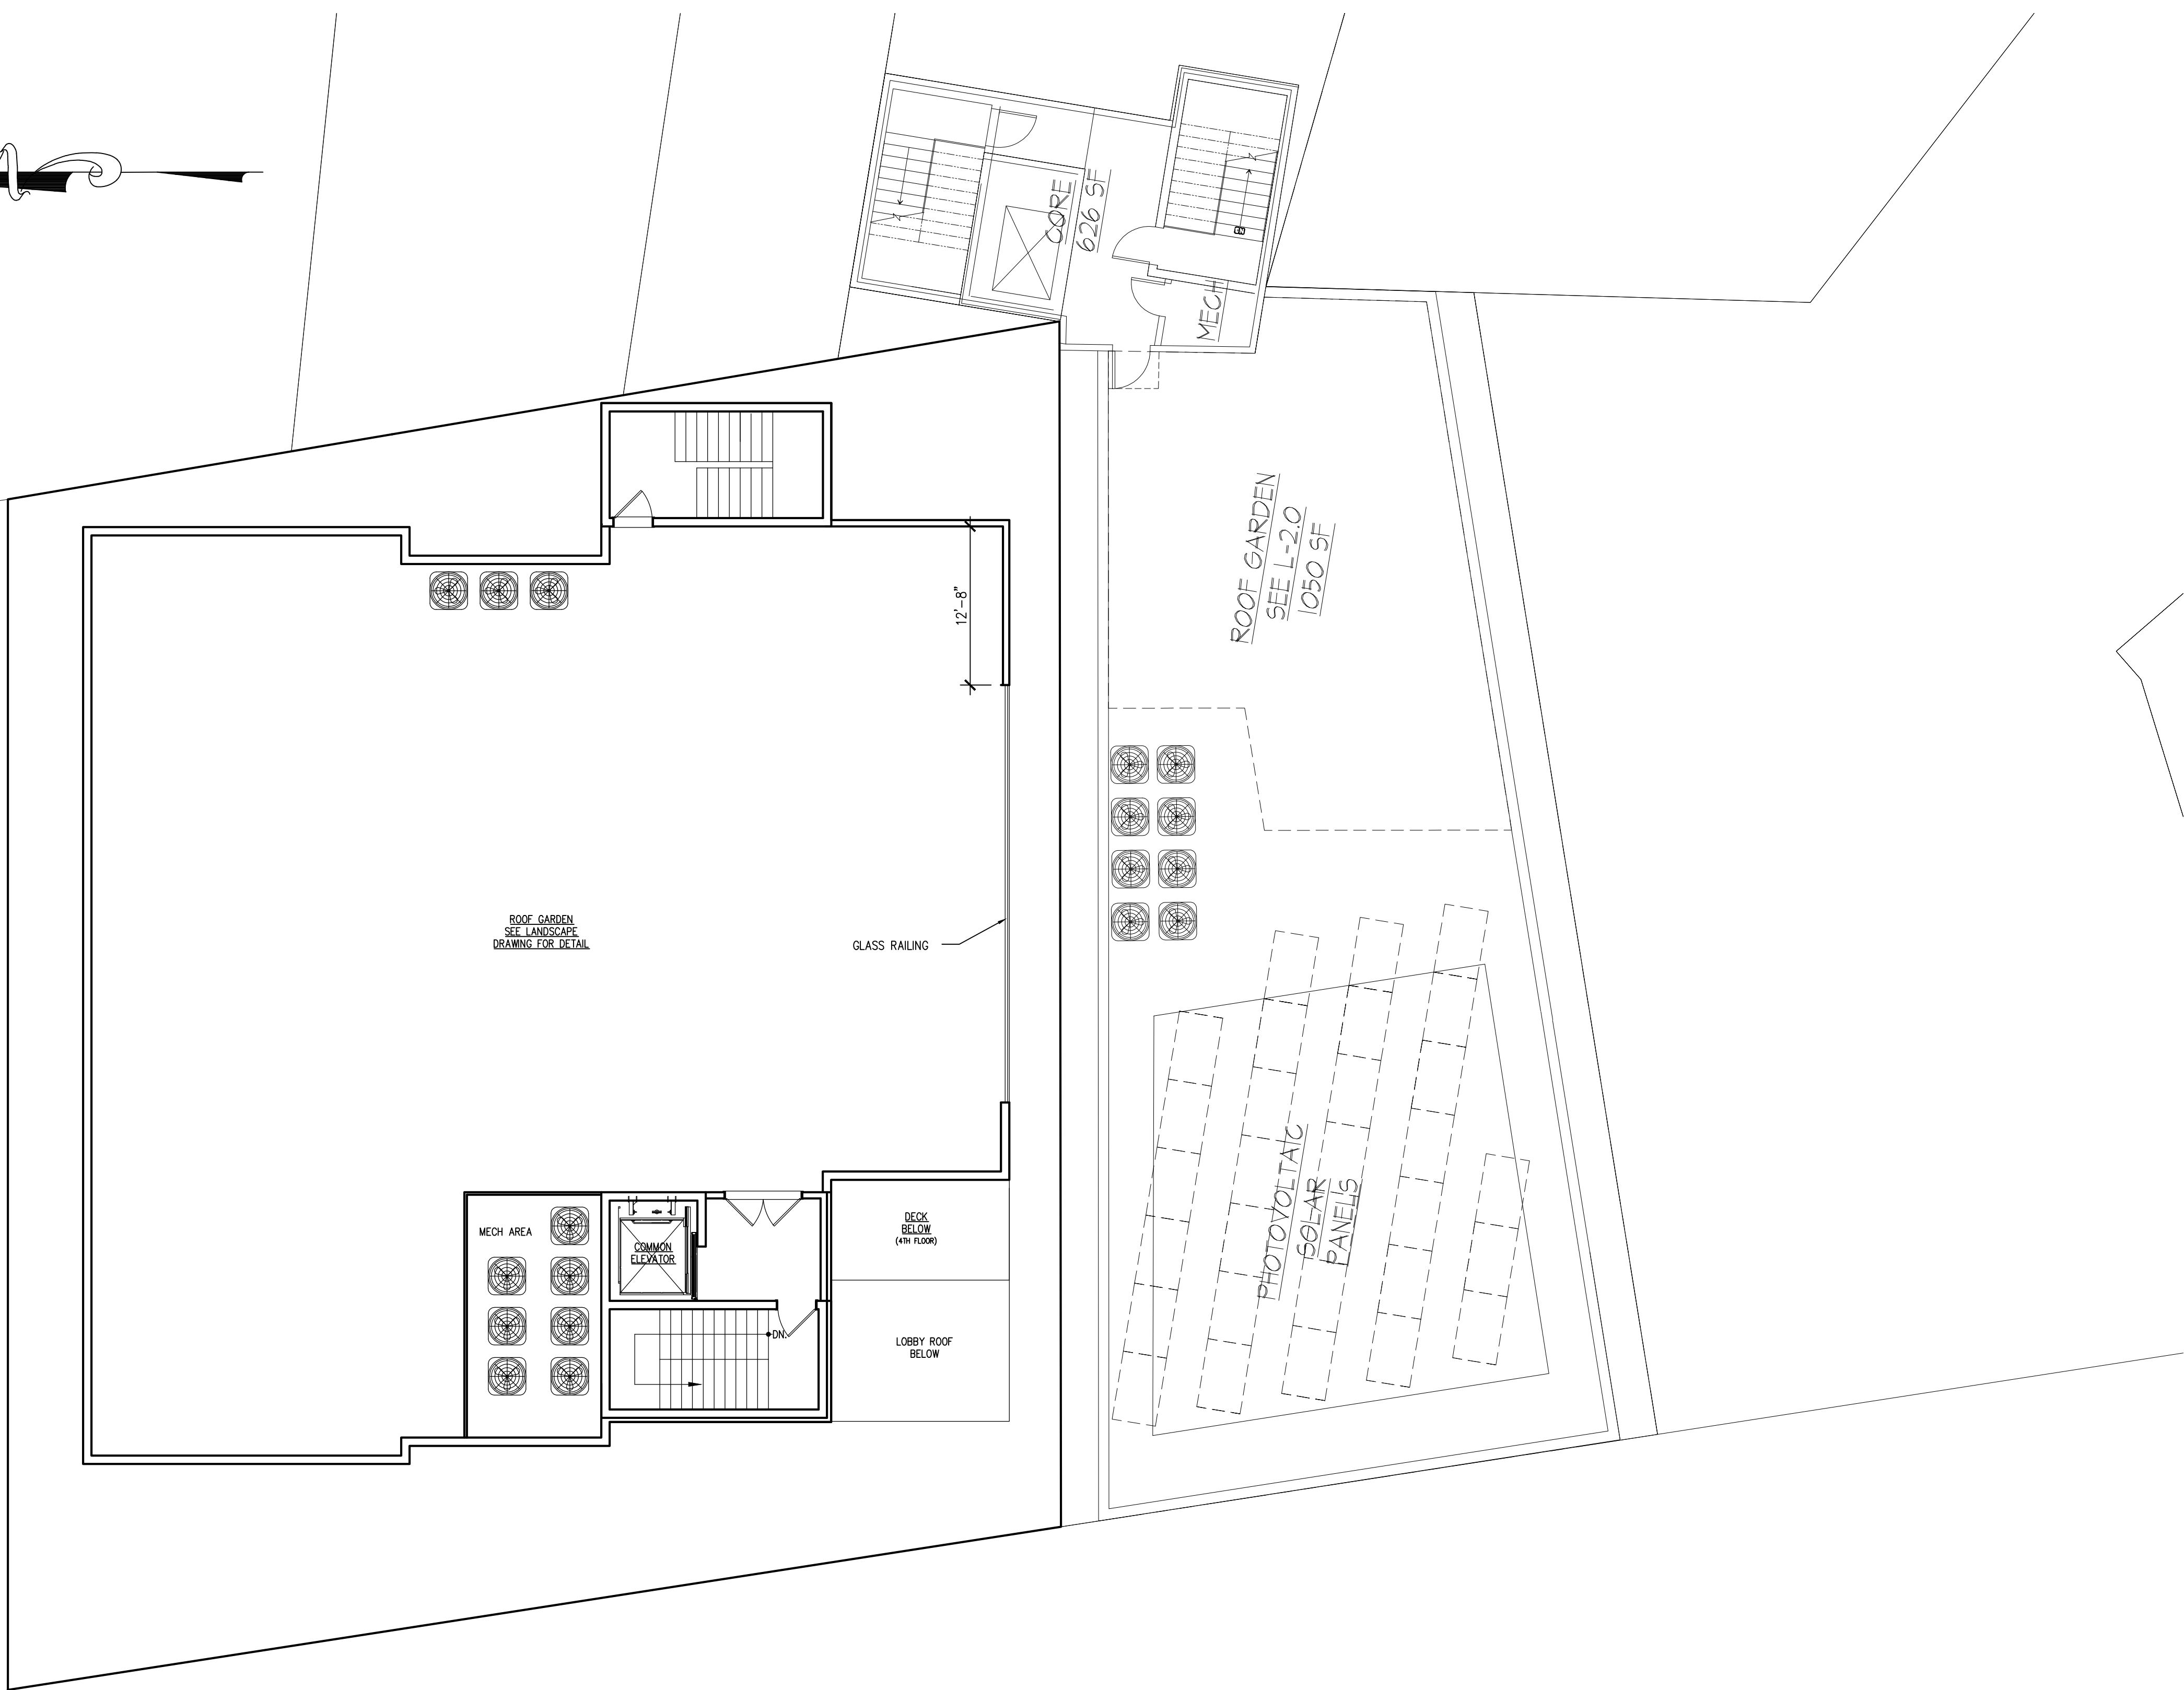 CORE
626 SF
MECH
ROOF GARDEN
SEE L-2.0
1050 SF
12'-8"
ROOF GARDEN
SEE LANDSCAPE
DRAWING FOR DETAIL
GLASS RAILING
MECH AREA
COMMON
ELEVATOR
DECK
BELOW
(4TH FLOOR)
DN.
LOBBY ROOF
BELOW
PHOTOVOLTAIC
SOLAR
PANELS